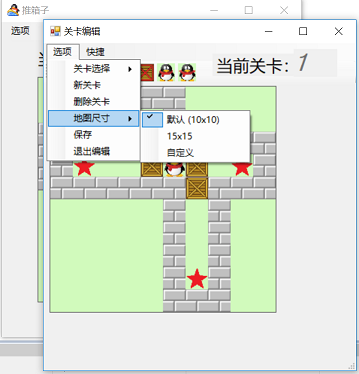 推箱子
选项
关卡编辑
选项 快捷
当前关卡: 1
关卡选择
新关卡
删除关卡
地图尺寸
保存
退出编辑
默认 (10x10)
15x15
自定义